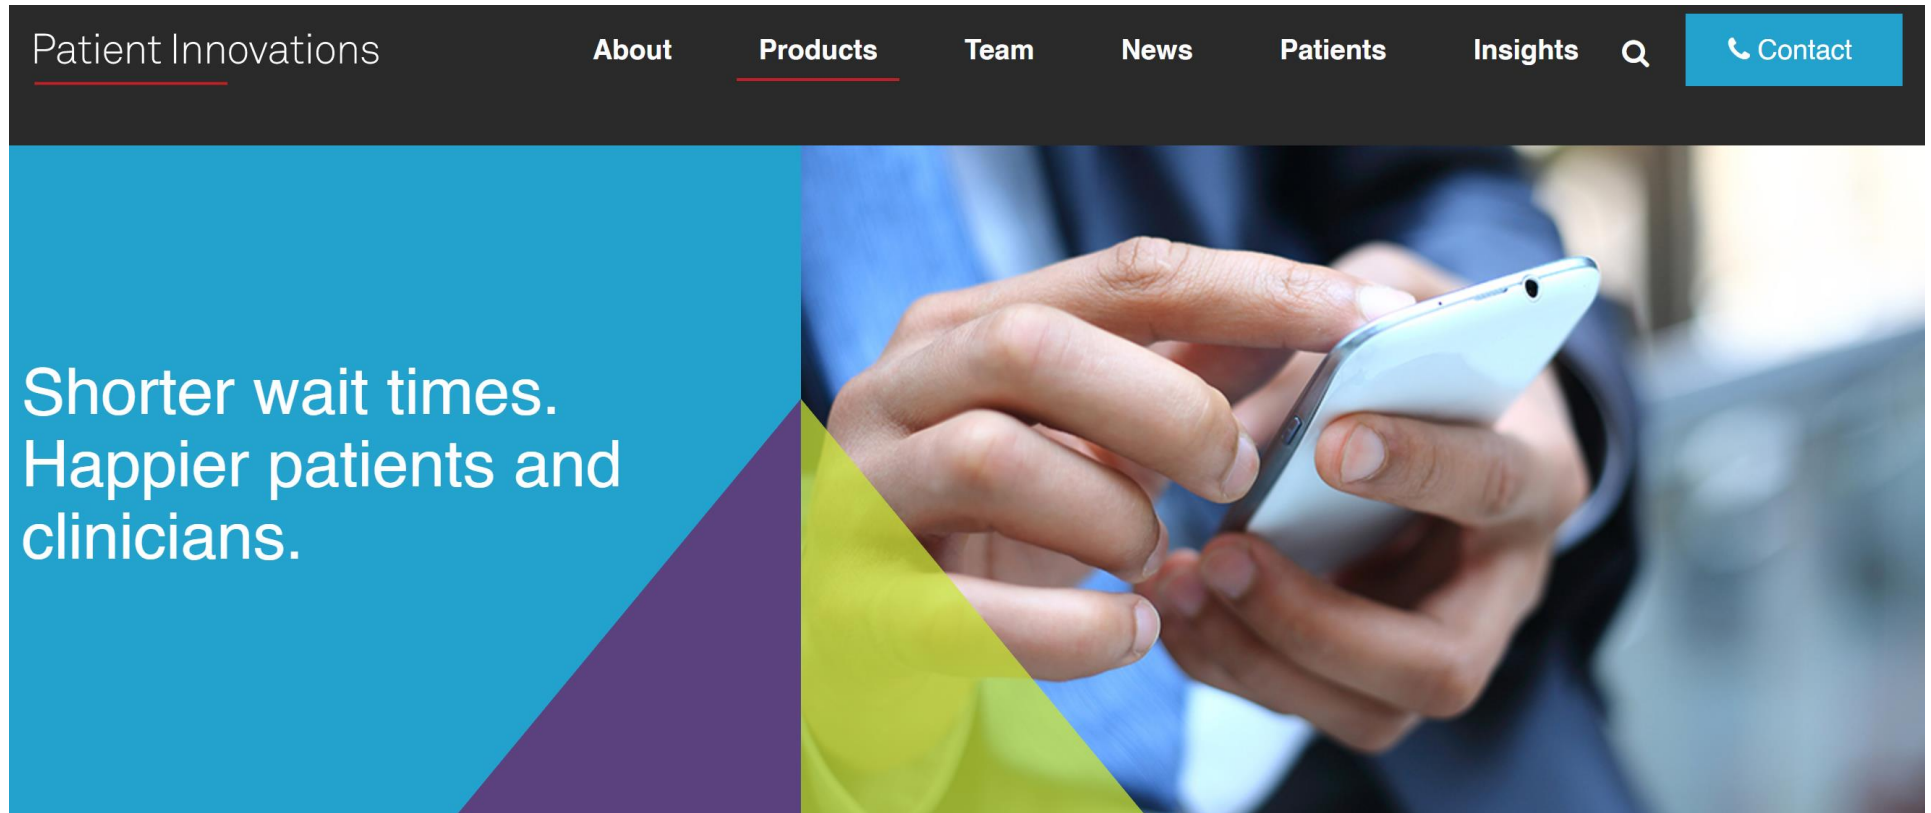 Patient Innovations
About
Products
Team
News
Patients
Insights
Contact
Shorter wait times.
Happier patients and
clinicians.